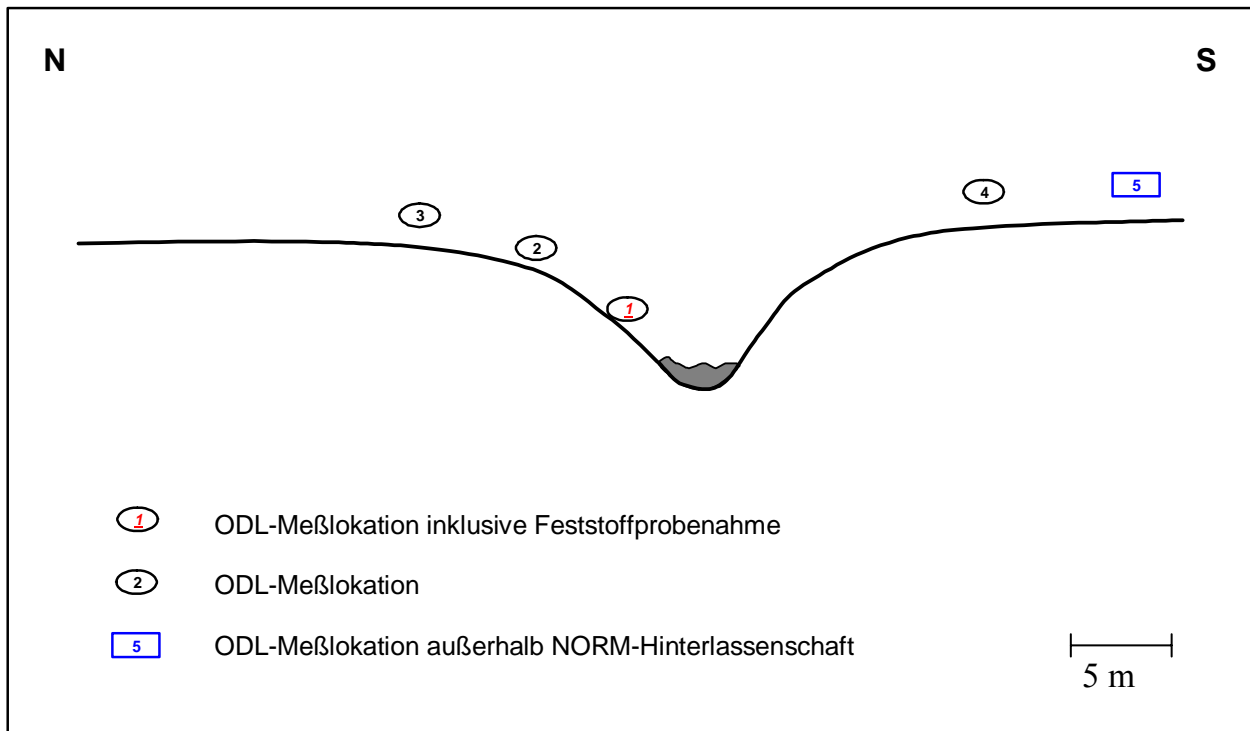 N S
3 2 1 4 5
1 ODL-Meßlokation inklusive Feststoffprobenahme
2 ODL-Meßlokation
5 ODL-Meßlokation außerhalb NORM-Hinterlassenschaft
5 m